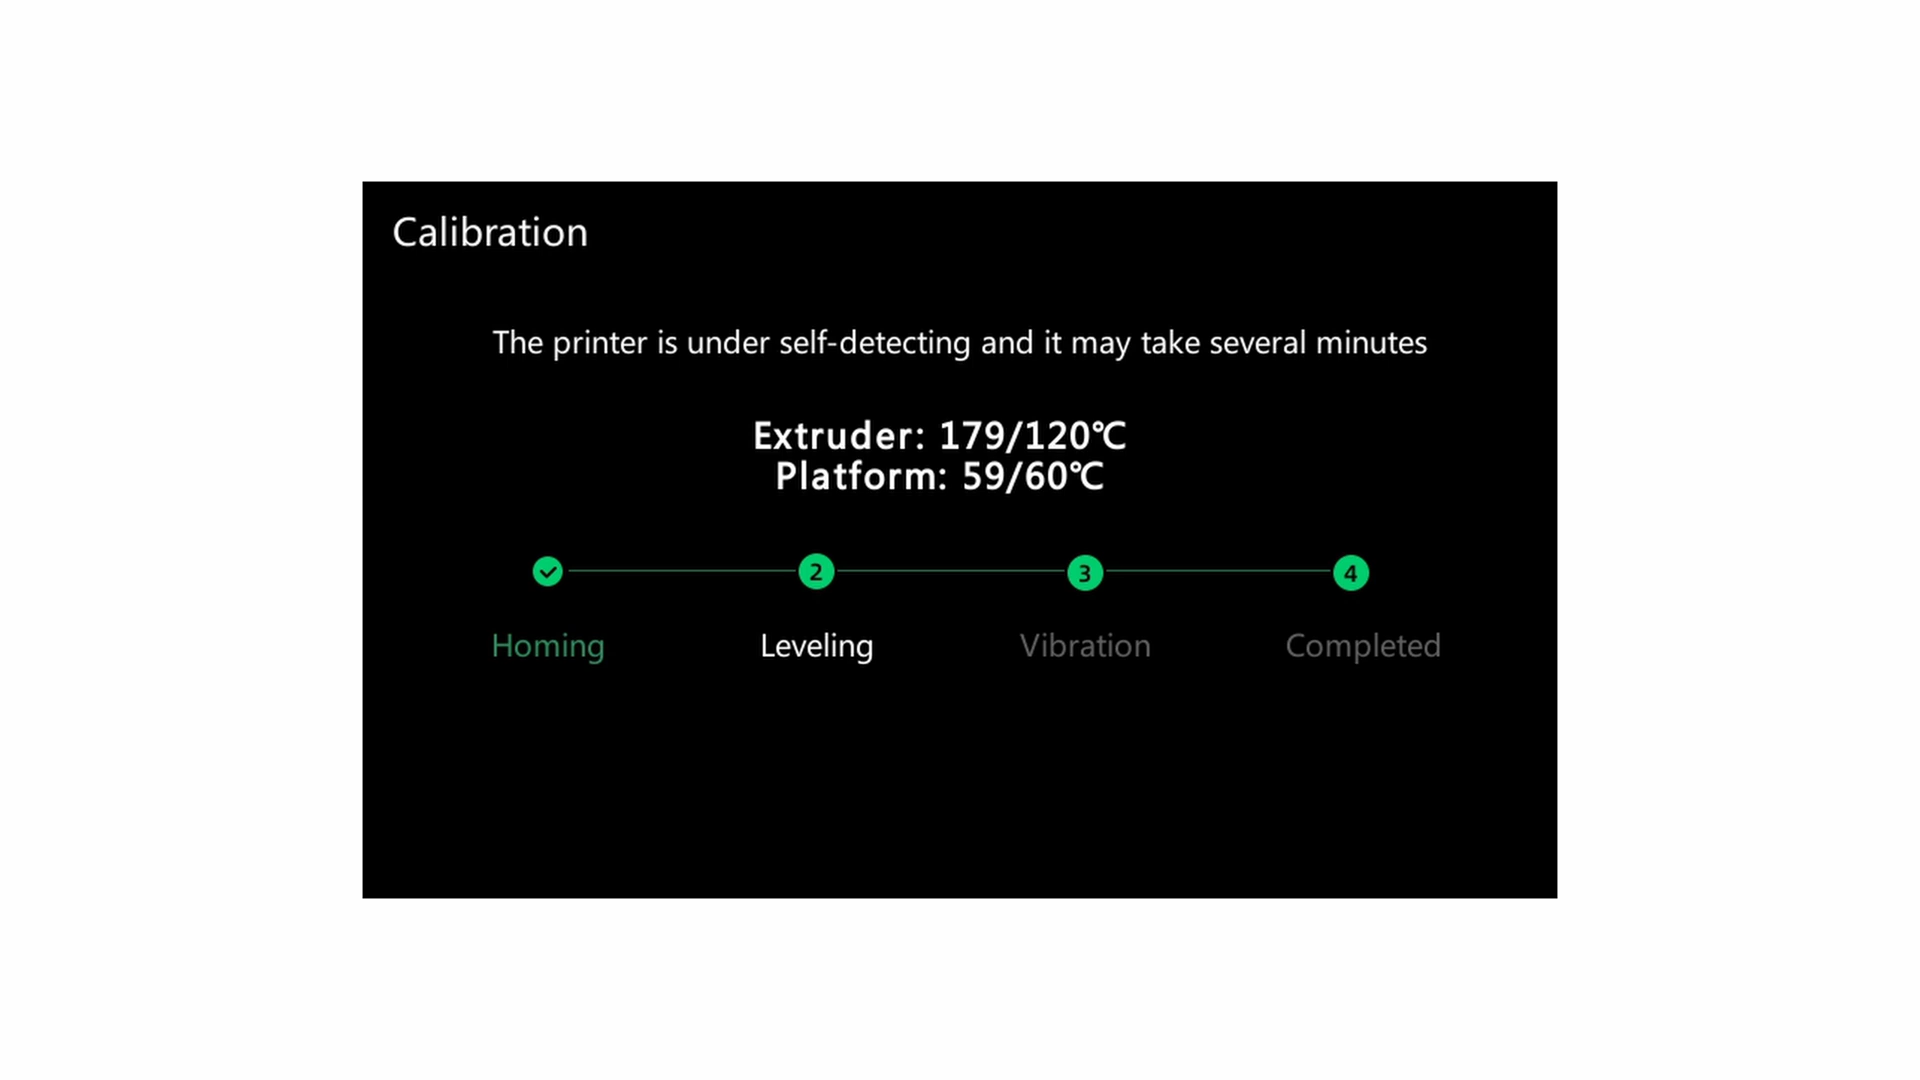 Calibration
The printer is under self-detecting and it may take several minutes
Extruder: 179/120℃
Platform: 59/60℃
2 3 4
Homing Leveling Vibration Completed